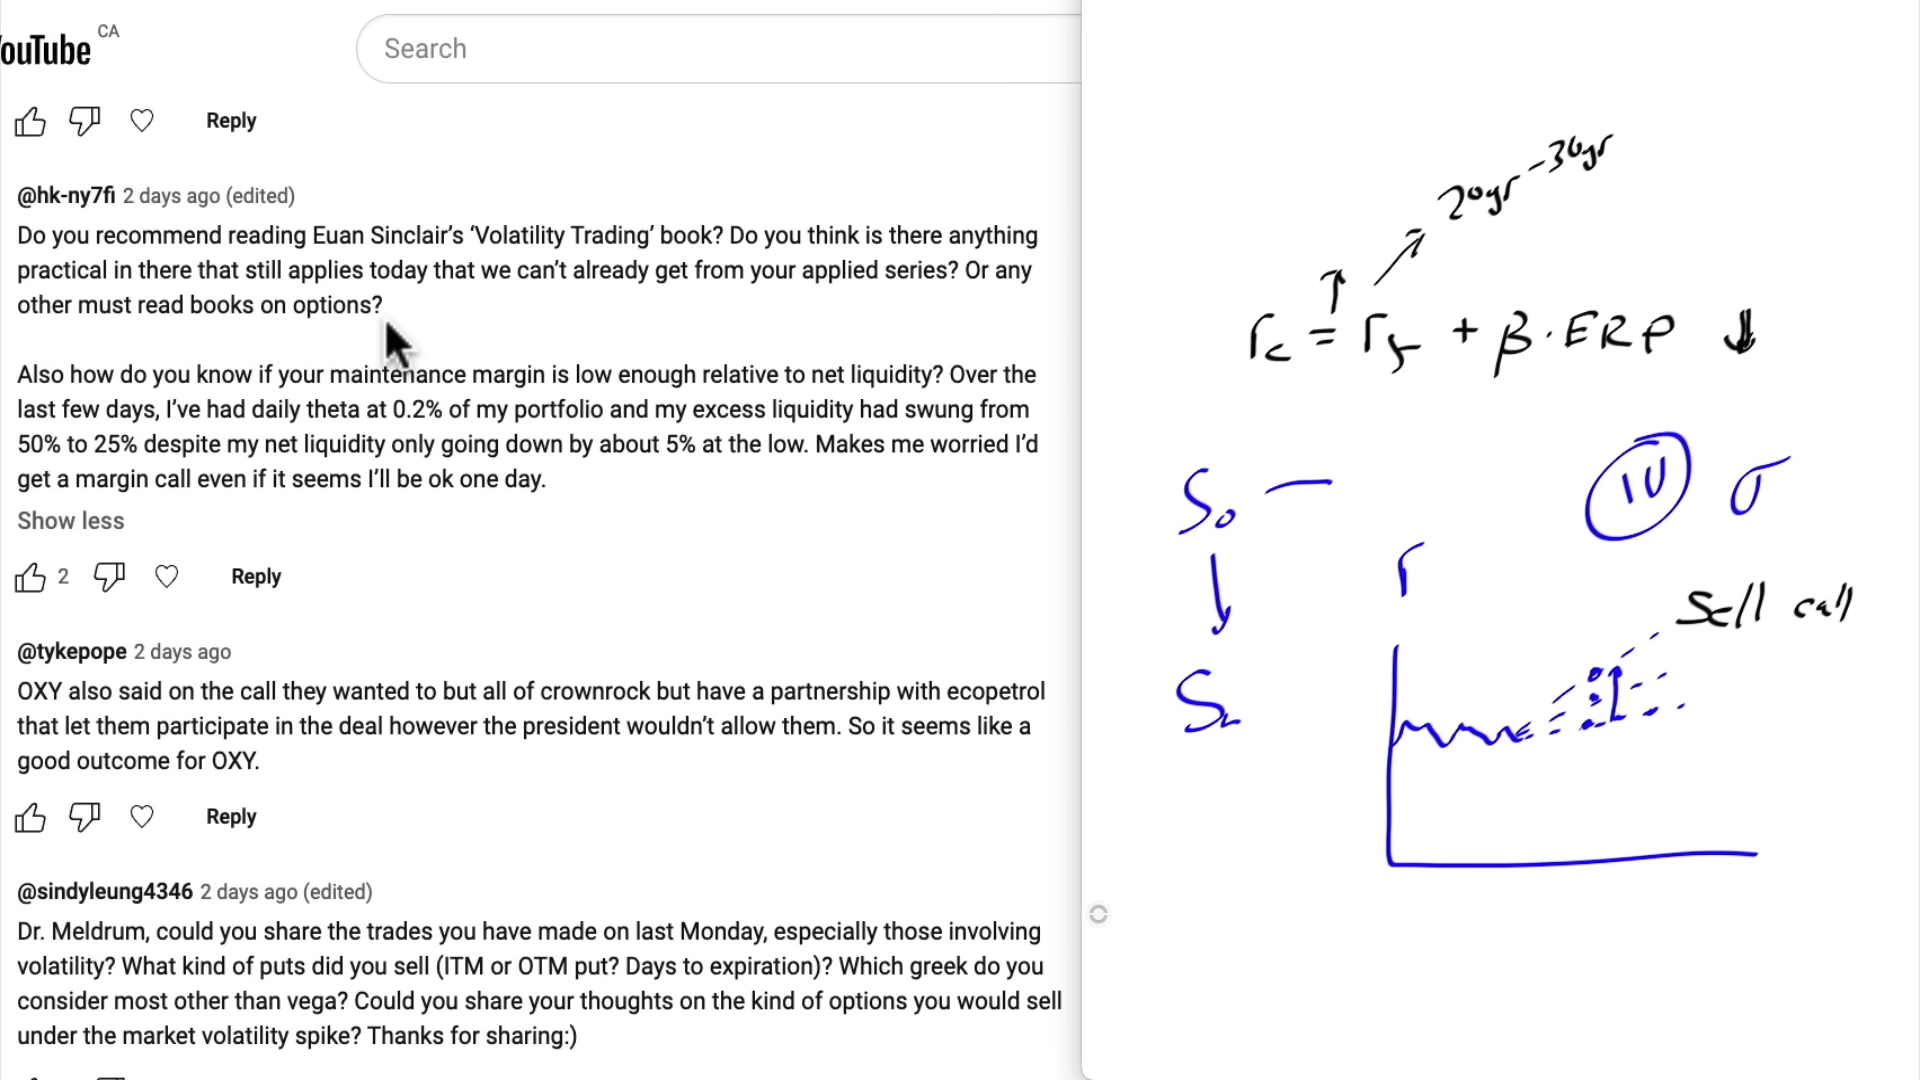 ouTube CA
Search
Reply
@hk-ny7fi 2 days ago (edited)
Do you recommend reading Euan Sinclair’s ‘Volatility Trading’ book? Do you think is there anything
practical in there that still applies today that we can’t already get from your applied series? Or any
other must read books on options?
Also how do you know if your maintenance margin is low enough relative to net liquidity? Over the
last few days, I’ve had daily theta at 0.2% of my portfolio and my excess liquidity had swung from
50% to 25% despite my net liquidity only going down by about 5% at the low. Makes me worried I’d
get a margin call even if it seems I’ll be ok one day.
Show less
2 Reply
@tykepope 2 days ago
OXY also said on the call they wanted to but all of crownrock but have a partnership with ecopetrol
that let them participate in the deal however the president wouldn’t allow them. So it seems like a
good outcome for OXY.
Reply
@sindyleung4346 2 days ago (edited)
Dr. Meldrum, could you share the trades you have made on last Monday, especially those involving
volatility? What kind of puts did you sell (ITM or OTM put? Days to expiration)? Which greek do you
consider most other than vega? Could you share your thoughts on the kind of options you would sell
under the market volatility spike? Thanks for sharing:)
20yr - 30yr
↑ ↗
rc = rf + β · ERP ↓
S₀ — IV σ
↓ r
Sell call